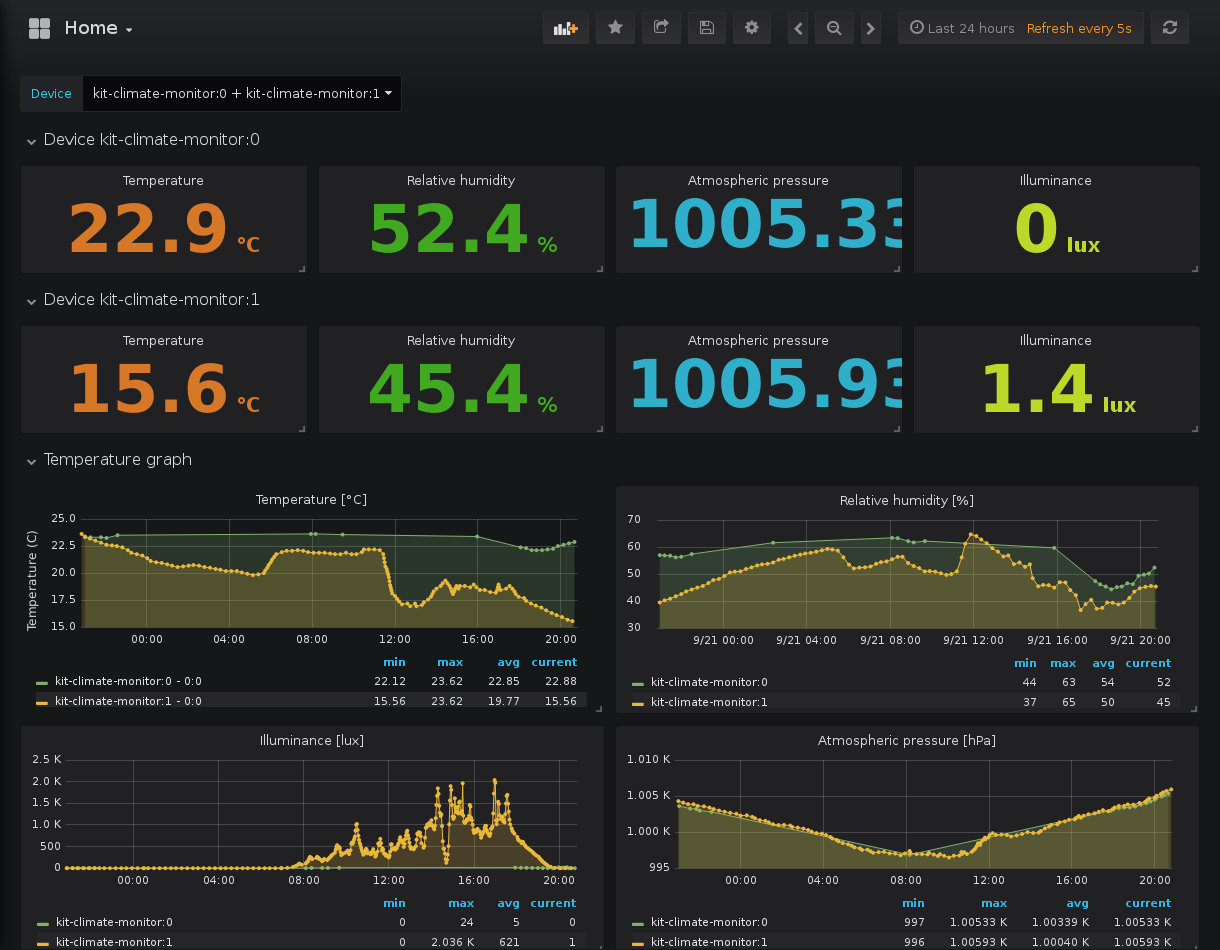 Home
Last 24 hours Refresh every 5s
Device kit-climate-monitor:0 + kit-climate-monitor:1
Device kit-climate-monitor:0
Temperature Relative humidity Atmospheric pressure Illuminance
22.9 °C 52.4 % 1005.33 0 lux
Device kit-climate-monitor:1
Temperature Relative humidity Atmospheric pressure Illuminance
15.6 °C 45.4 % 1005.93 1.4 lux
Temperature graph
Temperature [°C]
Temperature (C)
25.0
22.5
20.0
17.5
15.0
00:00 04:00 08:00 12:00 16:00 20:00
min max avg current
kit-climate-monitor:0 - 0:0 22.12 23.62 22.85 22.88
kit-climate-monitor:1 - 0:0 15.56 23.62 19.77 15.56
Relative humidity [%]
70
60
50
40
30
9/21 00:00 9/21 04:00 9/21 08:00 9/21 12:00 9/21 16:00 9/21 20:00
min max avg current
kit-climate-monitor:0 44 63 54 52
kit-climate-monitor:1 37 65 50 45
Illuminance [lux]
2.5 K
2.0 K
1.5 K
1.0 K
500
0
00:00 04:00 08:00 12:00 16:00 20:00
min max avg current
kit-climate-monitor:0 0 24 5 0
kit-climate-monitor:1 0 2.036 K 621 1
Atmospheric pressure [hPa]
1.010 K
1.005 K
1.000 K
995
00:00 04:00 08:00 12:00 16:00 20:00
min max avg current
kit-climate-monitor:0 997 1.00533 K 1.00339 K 1.00533 K
kit-climate-monitor:1 996 1.00593 K 1.00040 K 1.00593 K